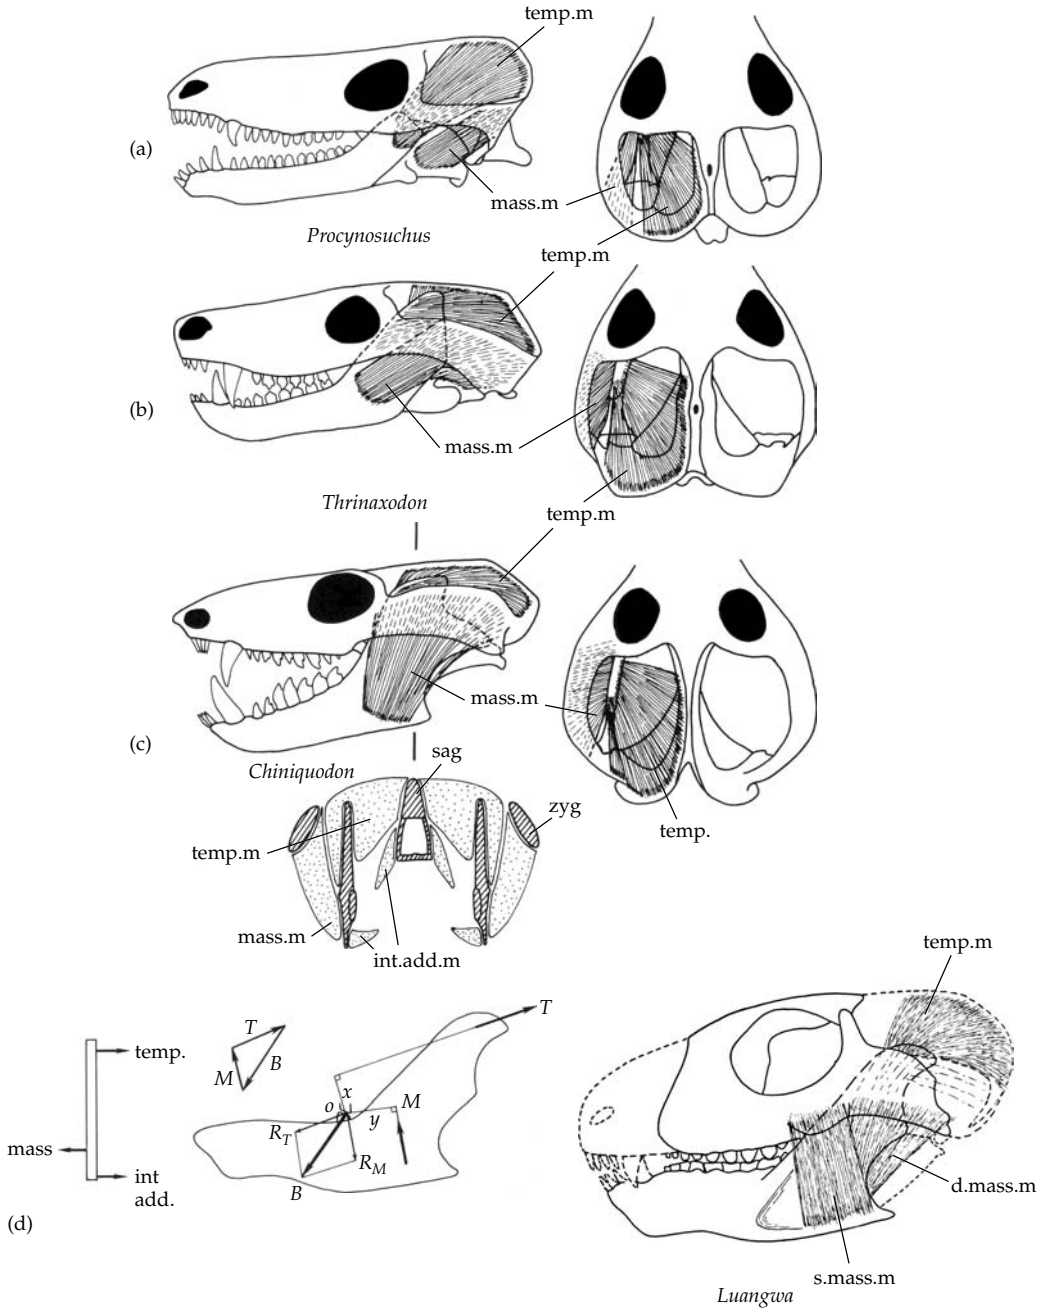 temp.m
(a)
mass.m
Procynosuchus
temp.m
(b)
mass.m
Thrinaxodon
temp.m
mass.m
(c)
Chiniquodon
sag
zyg
temp.m
temp.
mass.m
int.add.m
temp.m
T
temp.
T
M
B
x
o
M
y
mass
R_T
R_M
int
add.
B
d.mass.m
(d)
s.mass.m
Luangwa